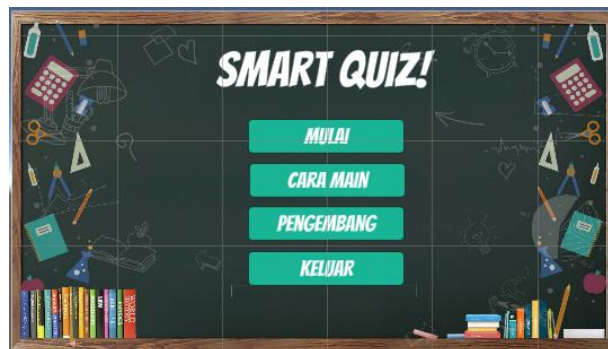 SMART QUIZ!
MULAI
CARA MAIN
PENGEMBANG
KELUAR